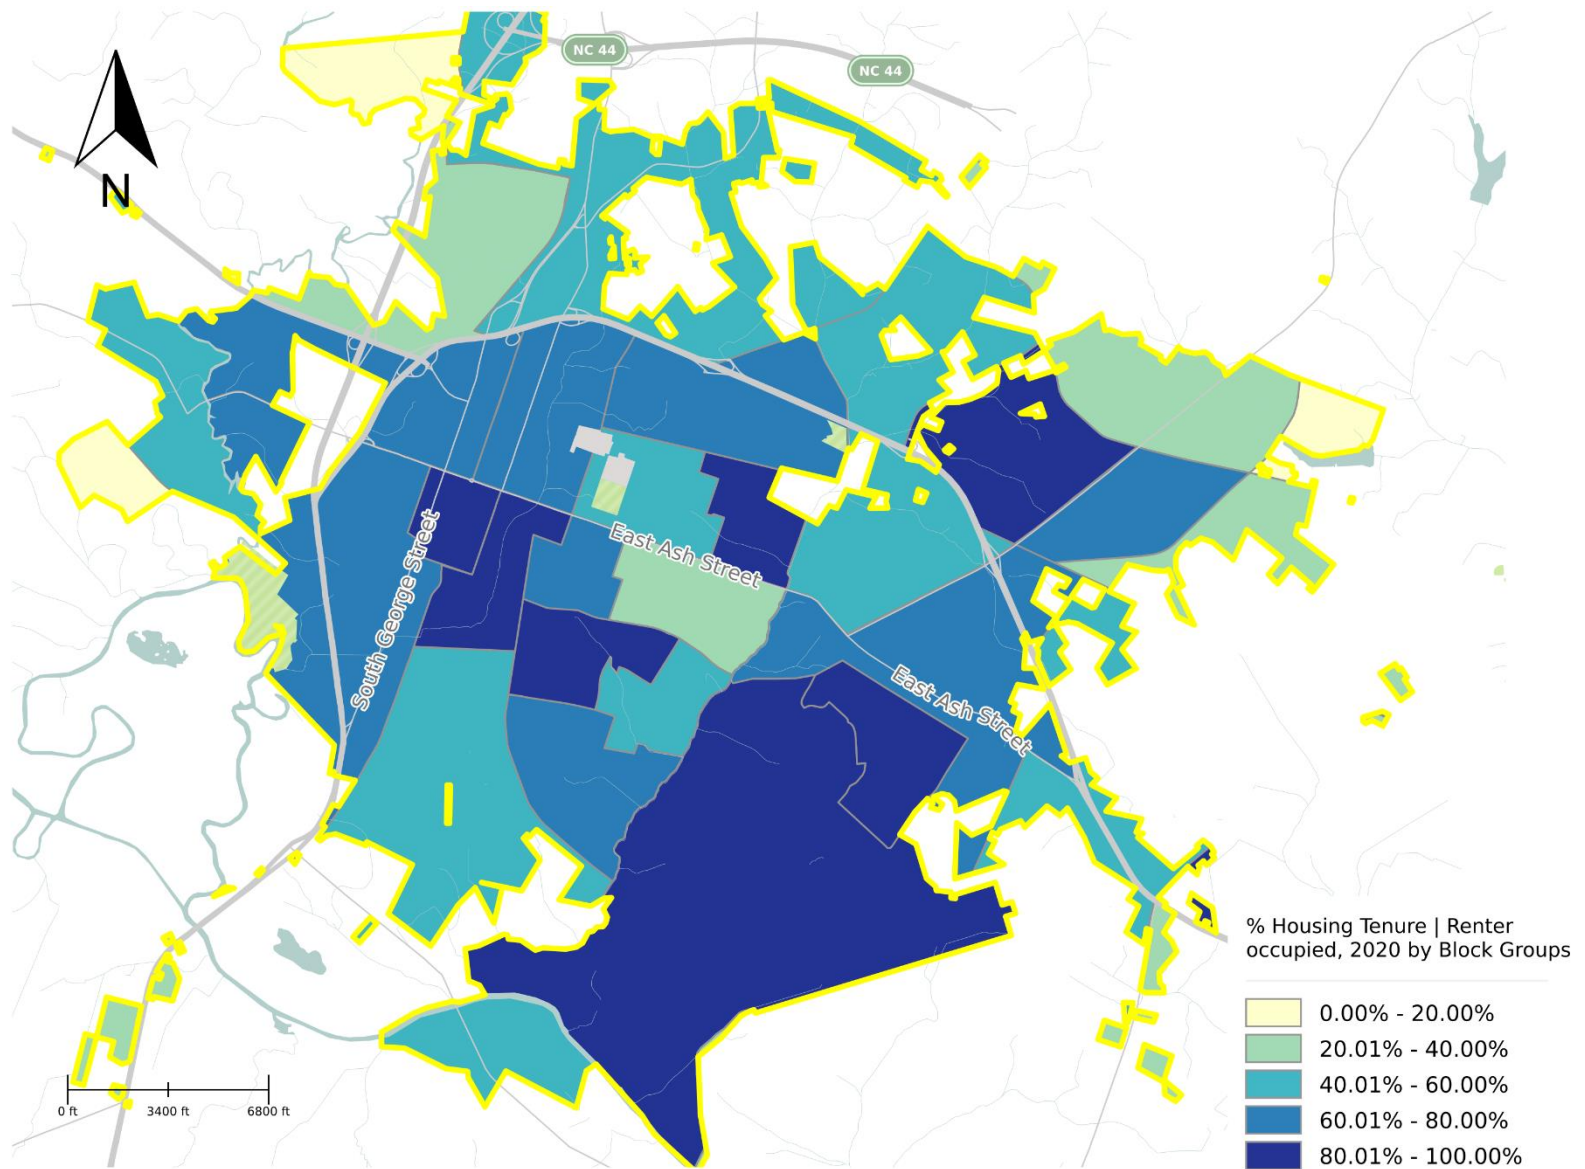 NC 44
NC 44
N
East Ash Street
South George Street
East Ash Street
% Housing Tenure | Renter
occupied, 2020 by Block Groups
0.00% - 20.00%
20.01% - 40.00%
40.01% - 60.00%
60.01% - 80.00%
80.01% - 100.00%
0 ft 3400 ft 6800 ft